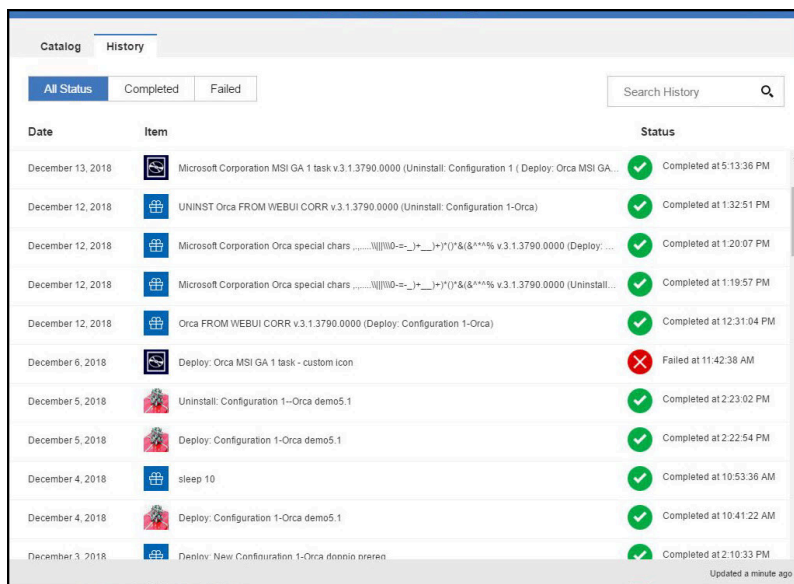 Catalog History
All Status Completed Failed Search History
Date Item Status
December 13, 2018 Microsoft Corporation MSI GA 1 task v.3.1.3790.0000 (Uninstall: Configuration 1 ( Deploy: Orca MSI GA... Completed at 5:13:36 PM
December 12, 2018 UNINST Orca FROM WEBUI CORR v.3.1.3790.0000 (Uninstall: Configuration 1-Orca) Completed at 1:32:51 PM
December 12, 2018 Microsoft Corporation Orca special chars ,.,.....\\||\\\0-=-_)+__)+)*()*&(&^*^% v.3.1.3790.0000 (Deploy: ... Completed at 1:20:07 PM
December 12, 2018 Microsoft Corporation Orca special chars ,.,.....\\||\\\0-=-_)+__)+)*()*&(&^*^% v.3.1.3790.0000 (Uninstall... Completed at 1:19:57 PM
December 12, 2018 Orca FROM WEBUI CORR v.3.1.3790.0000 (Deploy: Configuration 1-Orca) Completed at 12:31:04 PM
December 6, 2018 Deploy: Orca MSI GA 1 task - custom icon Failed at 11:42:38 AM
December 5, 2018 Uninstall: Configuration 1--Orca demo5.1 Completed at 2:23:02 PM
December 5, 2018 Deploy: Configuration 1-Orca demo5.1 Completed at 2:22:54 PM
December 4, 2018 sleep 10 Completed at 10:53:36 AM
December 4, 2018 Deploy: Configuration 1-Orca demo5.1 Completed at 10:41:22 AM
December 3, 2018 Deploy: New Configuration 1-Orca doppio prereq Completed at 2:10:33 PM
Updated a minute ago